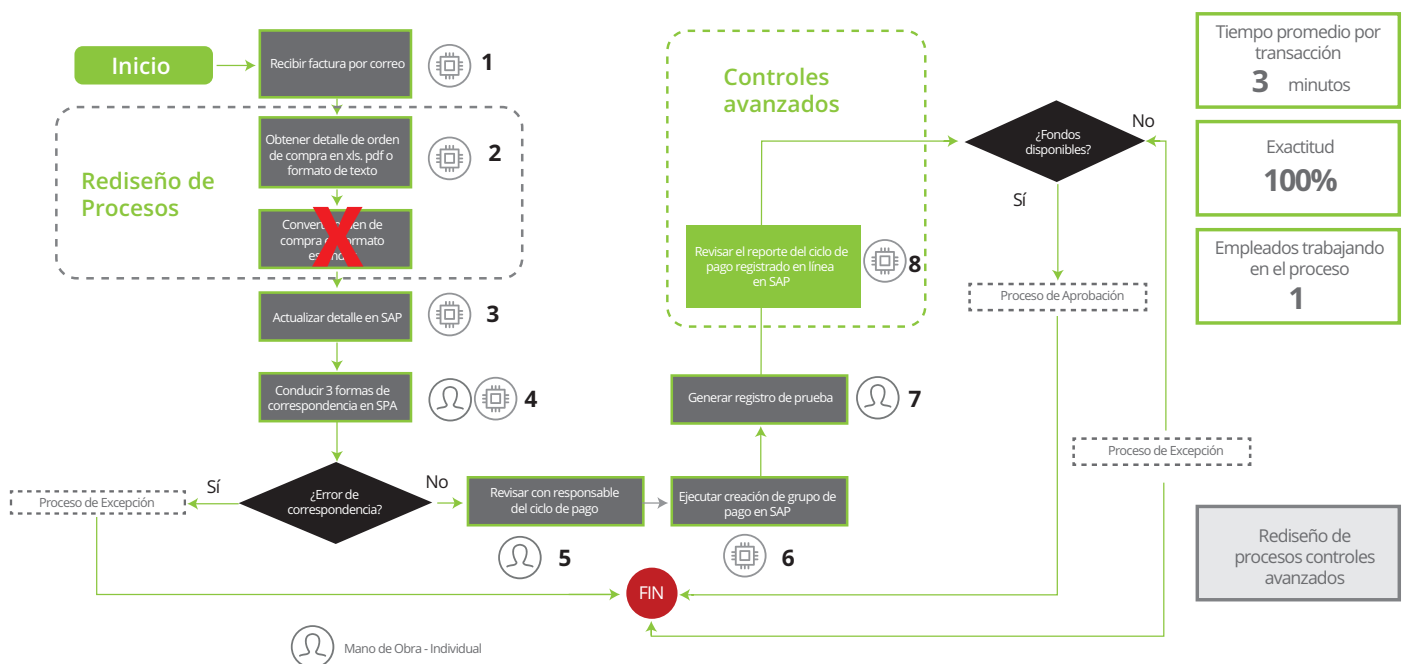 Inicio
Recibir factura por correo
1
Rediseño de
Procesos
Obtener detalle de orden
de compra en xls. pdf o
formato de texto
2
X
compra
Actualizar detalle en SAP
3
Conducir 3 formas de
correspondencia en SPA
4
¿Error de
correspondencia?
Sí
Proceso de Excepción
No
Revisar con responsable
del ciclo de pago
5
Ejecutar creación de grupo de
pago en SAP
6
Generar registro de prueba
7
Controles
avanzados
Revisar el reporte del ciclo de
pago registrado en línea
en SAP
8
¿Fondos
disponibles?
No
Sí
Proceso de Aprobación
Proceso de Excepción
FIN
Mano de Obra - Individual
Tiempo promedio por
transacción
3 minutos
Exactitud
100%
Empleados trabajando
en el proceso
1
Rediseño de
procesos controles
avanzados